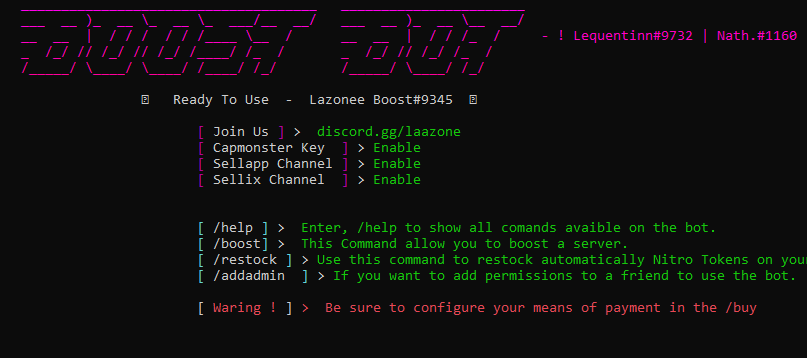 BOOST BOT
- ! Lequentinn#9732 | Nath.#1160
Ready To Use - Lazonee Boost#9345
[ Join Us ] > discord.gg/laazone
[ Capmonster Key ] > Enable
[ Sellapp Channel ] > Enable
[ Sellix Channel ] > Enable
[ /help ] > Enter, /help to show all comands avaible on the bot.
[ /boost] > This Command allow you to boost a server.
[ /restock ] > Use this command to restock automatically Nitro Tokens on your
[ /addadmin ] > If you want to add permissions to a friend to use the bot.
[ Waring ! ] > Be sure to configure your means of payment in the /buy